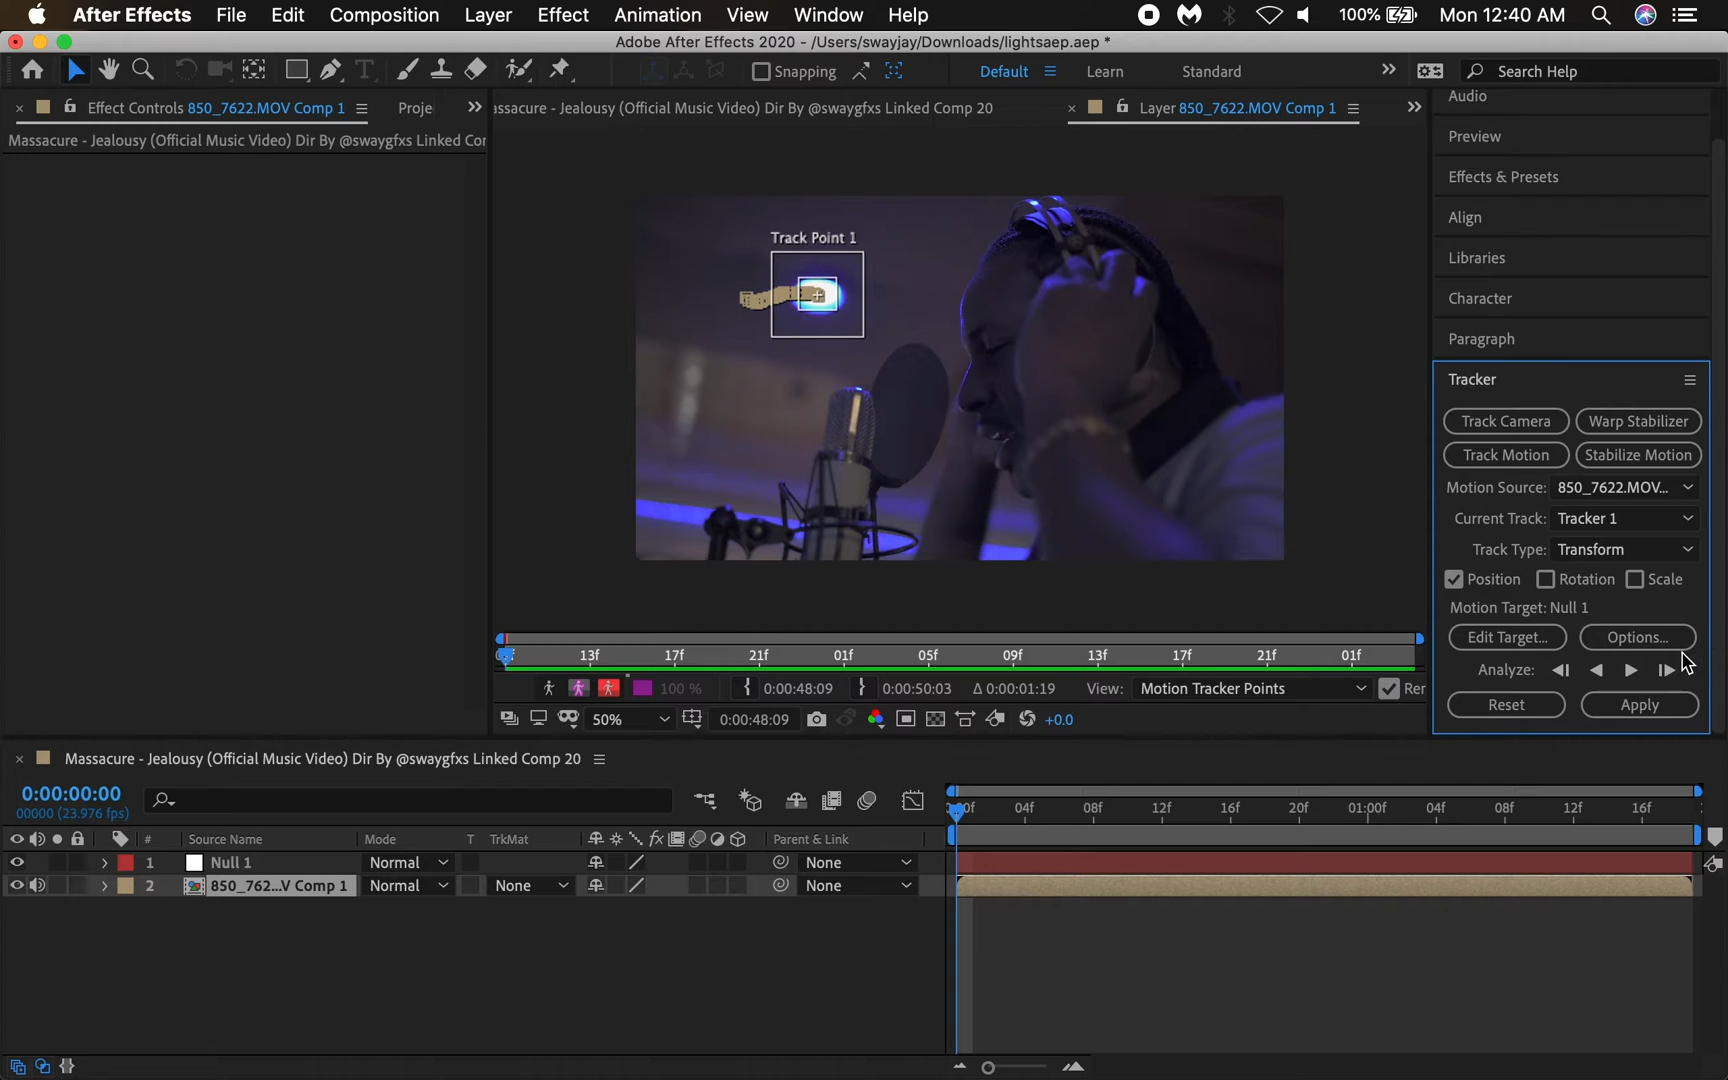 After Effects File Edit Composition Layer Effect Animation View Window Help 100% Mon 12:40 AM
Adobe After Effects 2020 - /Users/swayjay/Downloads/lightsaep.aep *
Snapping Default Learn Standard Search Help
Effect Controls 850_7622.MOV Comp 1 Proje assacure - Jealousy (Official Music Video) Dir By @swaygfxs Linked Comp 20 Layer 850_7622.MOV Comp 1
Massacure - Jealousy (Official Music Video) Dir By @swaygfxs Linked Cor
Audio
Preview
Effects & Presets
Align
Libraries
Character
Paragraph
Track Point 1
Tracker
Track Camera Warp Stabilizer
Track Motion Stabilize Motion
Motion Source: 850_7622.MOV...
Current Track: Tracker 1
Track Type: Transform
Position Rotation Scale
Motion Target: Null 1
Edit Target... Options...
Analyze:
Reset Apply
13f 17f 21f 01f 05f 09f 13f 17f 21f 01f
100 % 0:00:48:09 0:00:50:03 Δ 0:00:01:19 View: Motion Tracker Points Rer
50% 0:00:48:09 +0.0
Massacure - Jealousy (Official Music Video) Dir By @swaygfxs Linked Comp 20
0:00:00:00
00000 (23.976 fps)
04f 08f 12f 16f 20f 01:00f 04f 08f 12f 16f
# Source Name Mode T TrkMat Parent & Link
1 Null 1 Normal None
2 850_762...V Comp 1 Normal None None